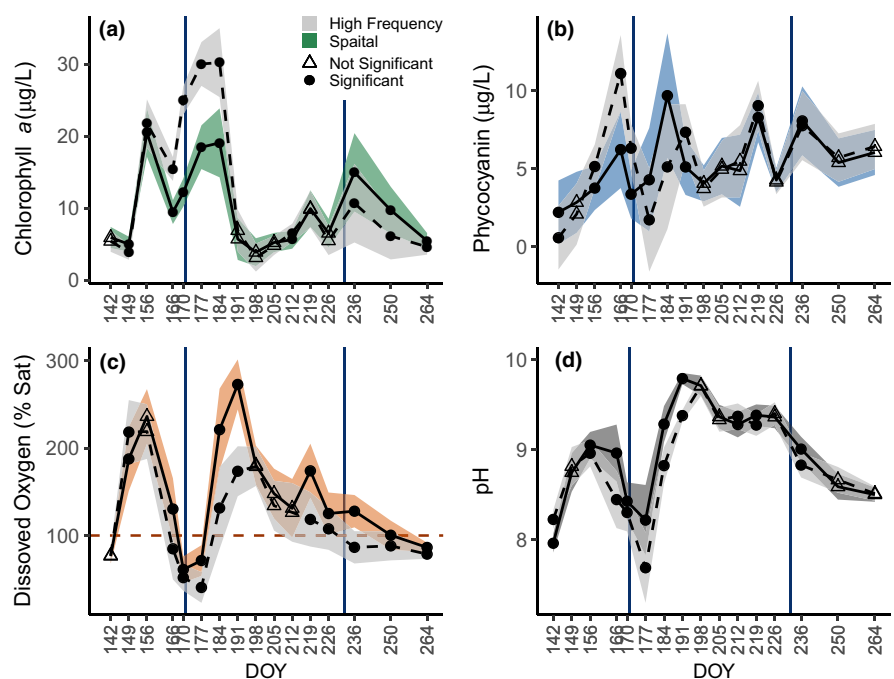 (a)
High Frequency
Spaital
Not Significant
Significant
Chlorophyll a (µg/L)
30
20
10
0
142 149 156 166 170 177 184 191 198 205 212 219 226 236 250 264
(b)
Phycocyanin (µg/L)
10
5
0
142 149 156 166 170 177 184 191 198 205 212 219 226 236 250 264
(c)
Dissoved Oxygen (% Sat)
300
200
100
142 149 156 166 170 177 184 191 198 205 212 219 226 236 250 264
DOY
(d)
pH
10
9
8
142 149 156 166 170 177 184 191 198 205 212 219 226 236 250 264
DOY